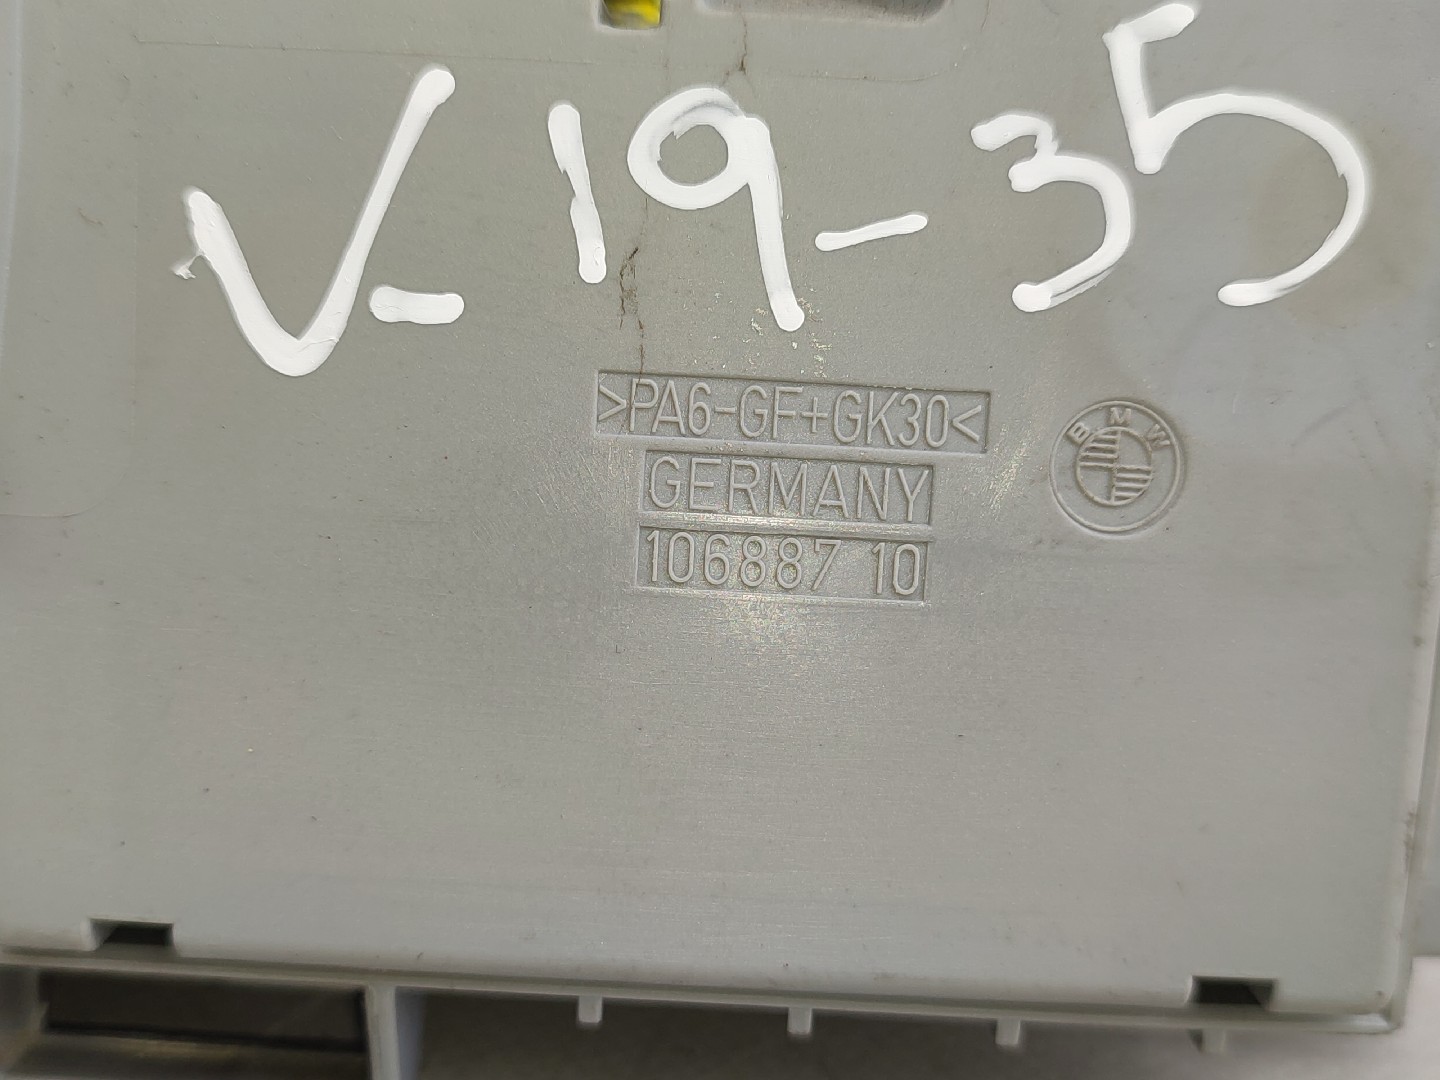 V-19-35
>PA6-GF+GK30<
BMW
GERMANY
106887 10